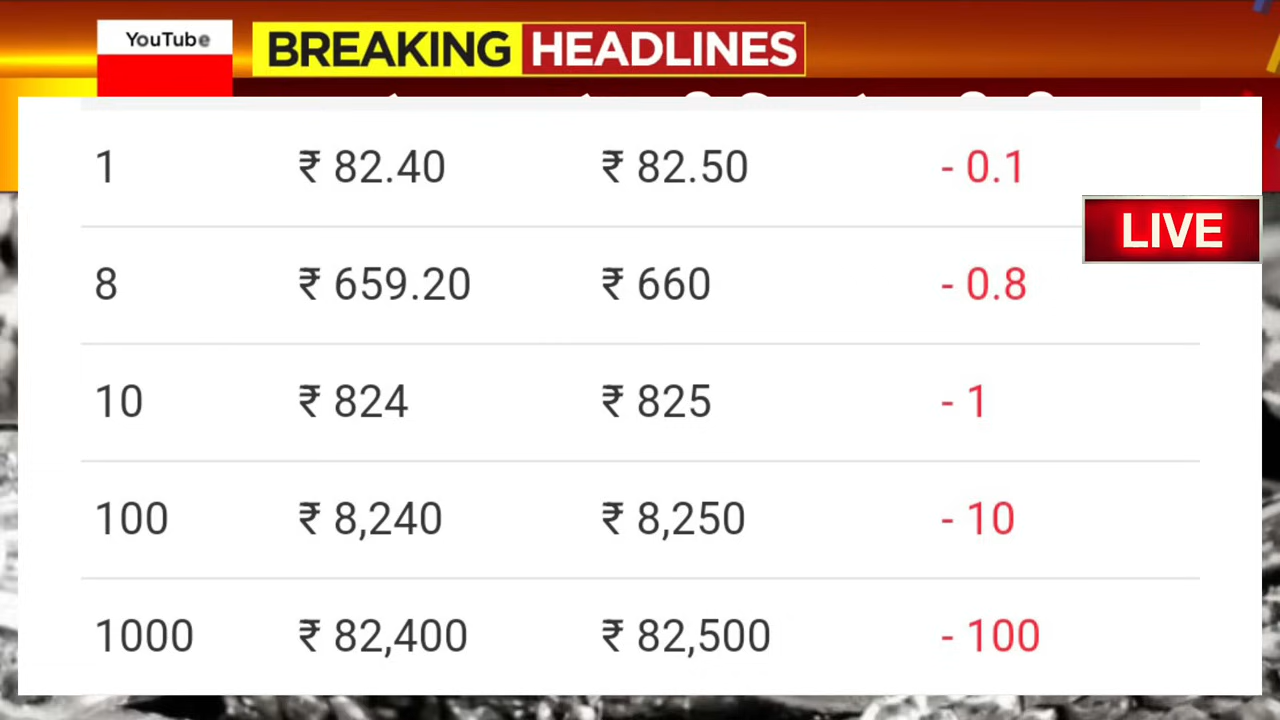 YouTube
BREAKING HEADLINES
1 ₹ 82.40 ₹ 82.50 - 0.1
LIVE
8 ₹ 659.20 ₹ 660 - 0.8
10 ₹ 824 ₹ 825 - 1
100 ₹ 8,240 ₹ 8,250 - 10
1000 ₹ 82,400 ₹ 82,500 - 100